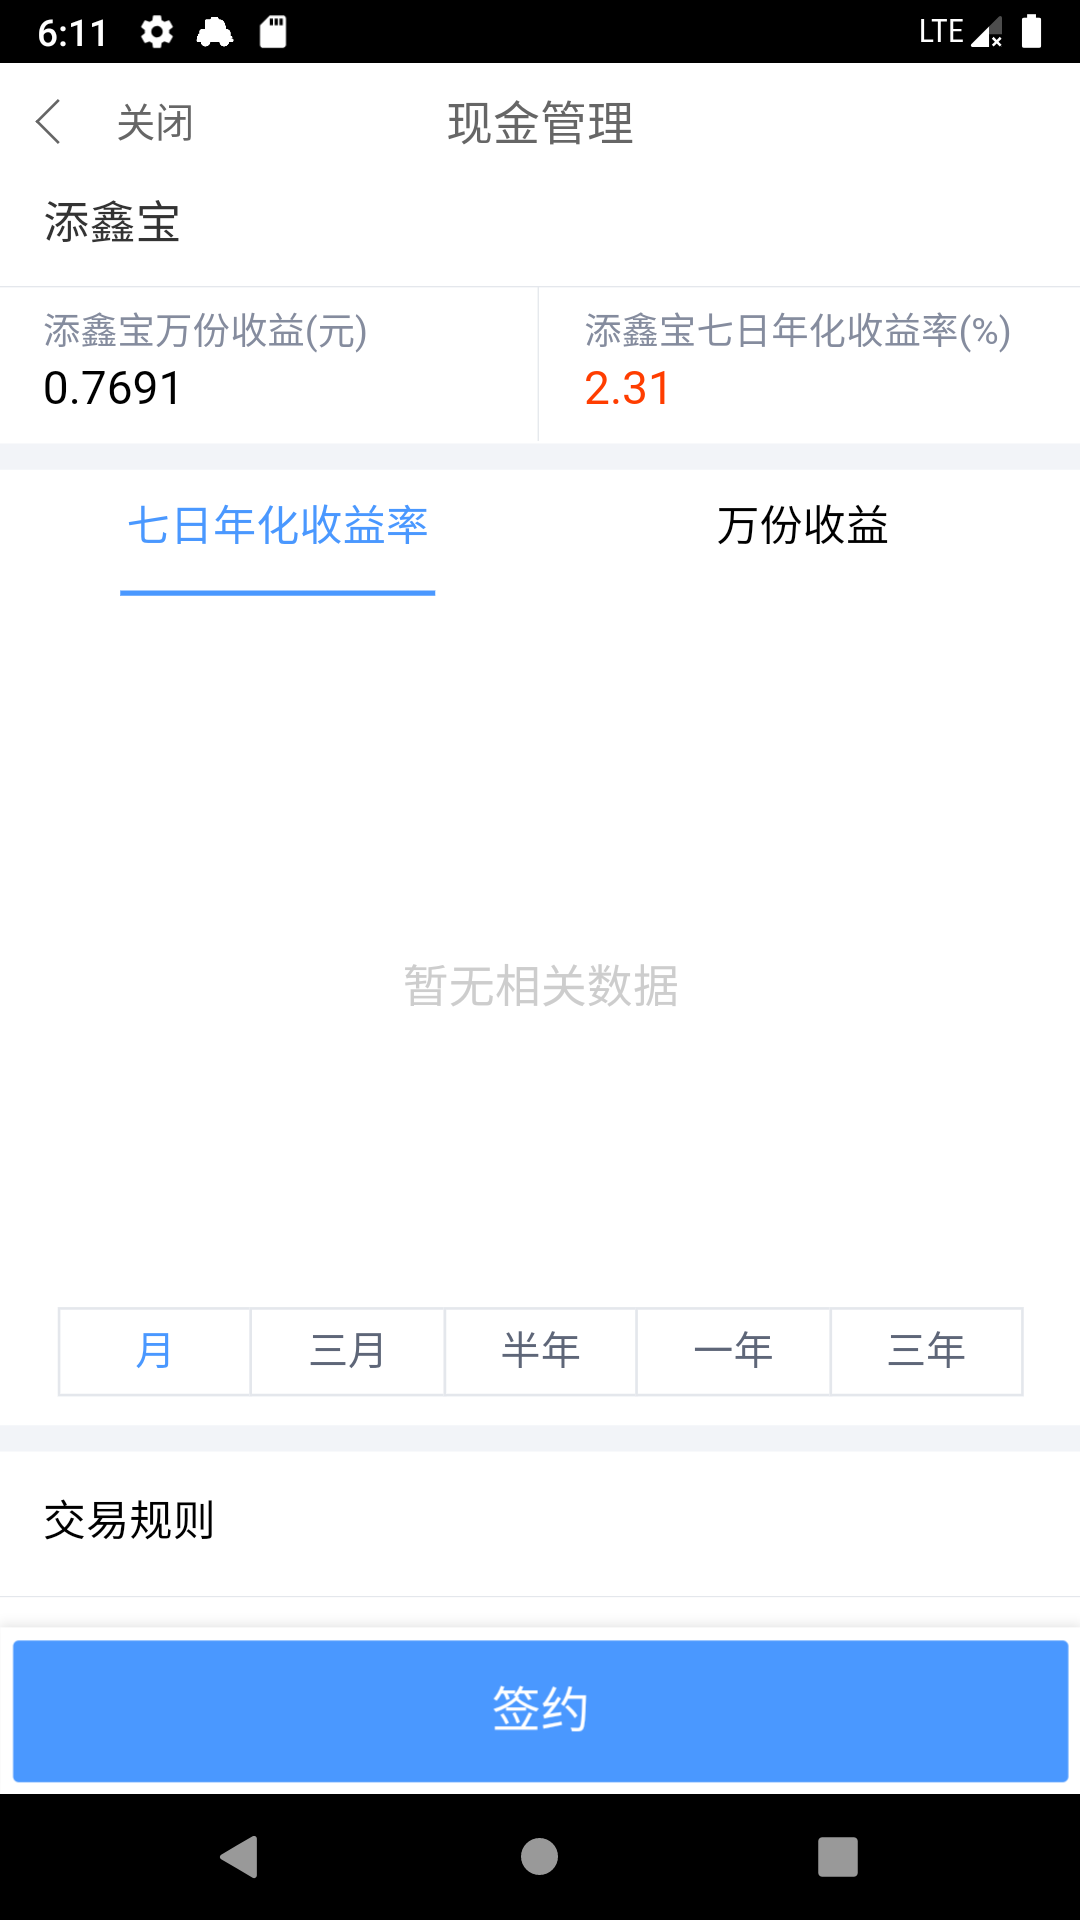 6:11 LTE
关闭 现金管理
添鑫宝
添鑫宝万份收益(元) 添鑫宝七日年化收益率(%)
0.7691 2.31
七日年化收益率 万份收益
暂无相关数据
月 三月 半年 一年 三年
交易规则
签约